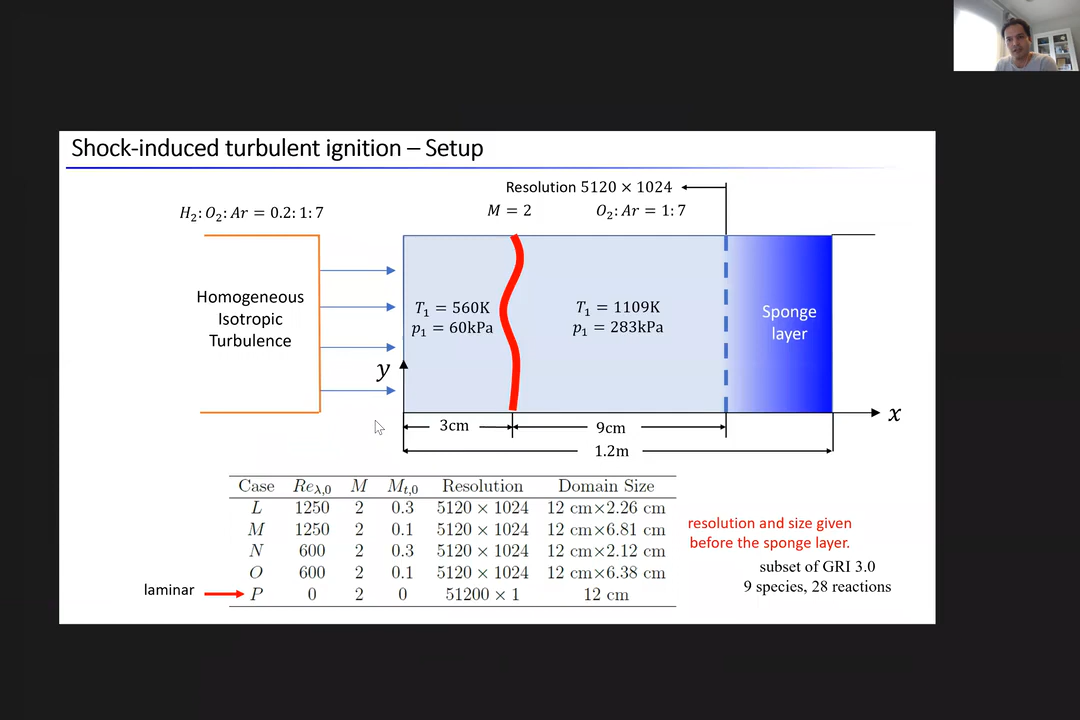 Shock-induced turbulent ignition – Setup
Resolution 5120 × 1024
H₂: O₂: Ar = 0.2: 1: 7
M = 2
O₂: Ar = 1: 7
Homogeneous
Isotropic
Turbulence
T₁ = 560K
p₁ = 60kPa
T₁ = 1109K
p₁ = 283kPa
Sponge
layer
y
x
3cm
9cm
1.2m
Case Reλ,0 M Mt,0 Resolution Domain Size
L 1250 2 0.3 5120 × 1024 12 cm×2.26 cm
M 1250 2 0.1 5120 × 1024 12 cm×6.81 cm
N 600 2 0.3 5120 × 1024 12 cm×2.12 cm
O 600 2 0.1 5120 × 1024 12 cm×6.38 cm
P 0 2 0 51200 × 1 12 cm
laminar
resolution and size given
before the sponge layer.
subset of GRI 3.0
9 species, 28 reactions